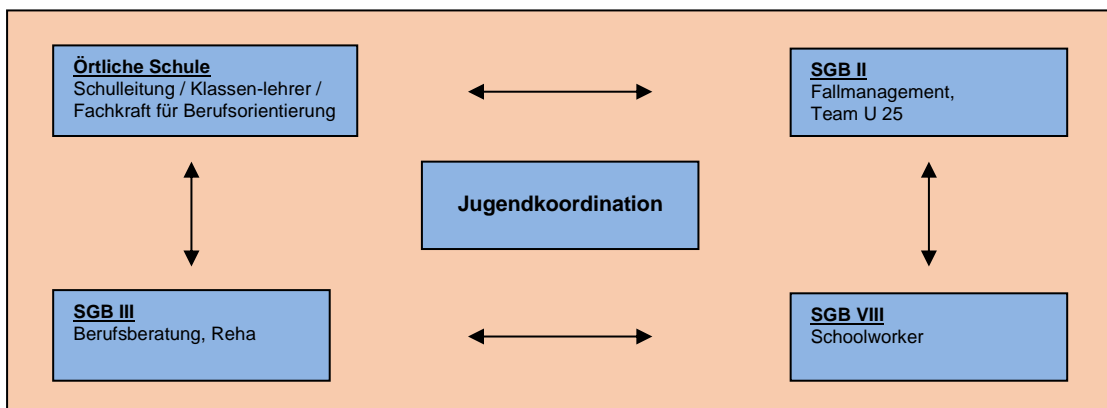 Örtliche Schule
Schulleitung / Klassen-lehrer /
Fachkraft für Berufsorientierung
SGB II
Fallmanagement,
Team U 25
Jugendkoordination
SGB III
Berufsberatung, Reha
SGB VIII
Schoolworker